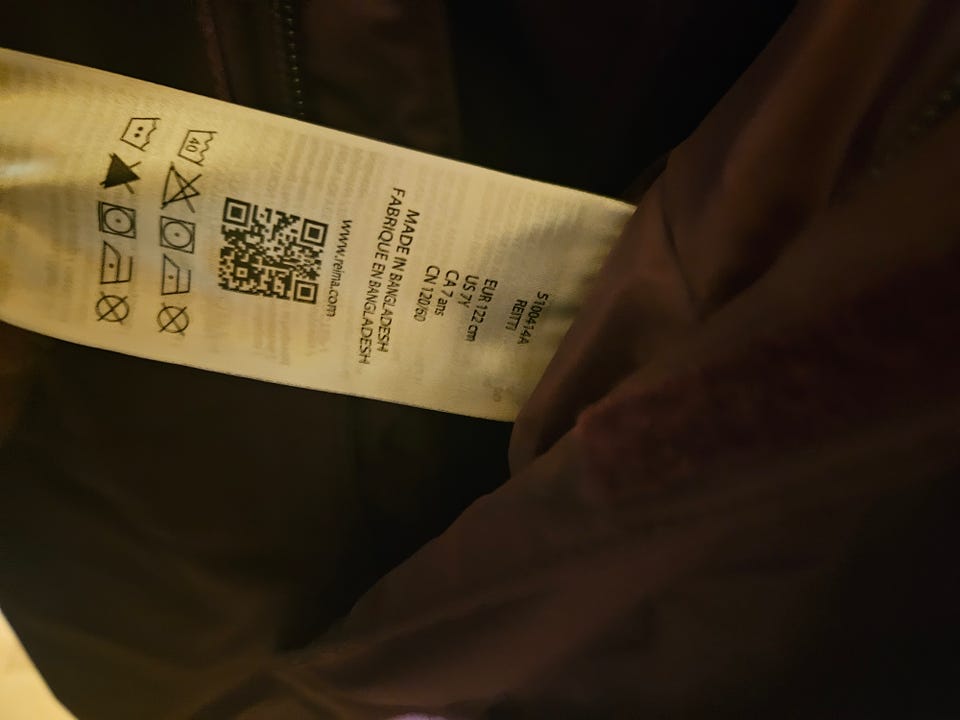 5100414A
REITTI
EUR 122 cm
US 7Y
CA 7 ans
CN 120/60
MADE IN BANGLADESH
FABRIQUE EN BANGLADESH
www.reima.com
40